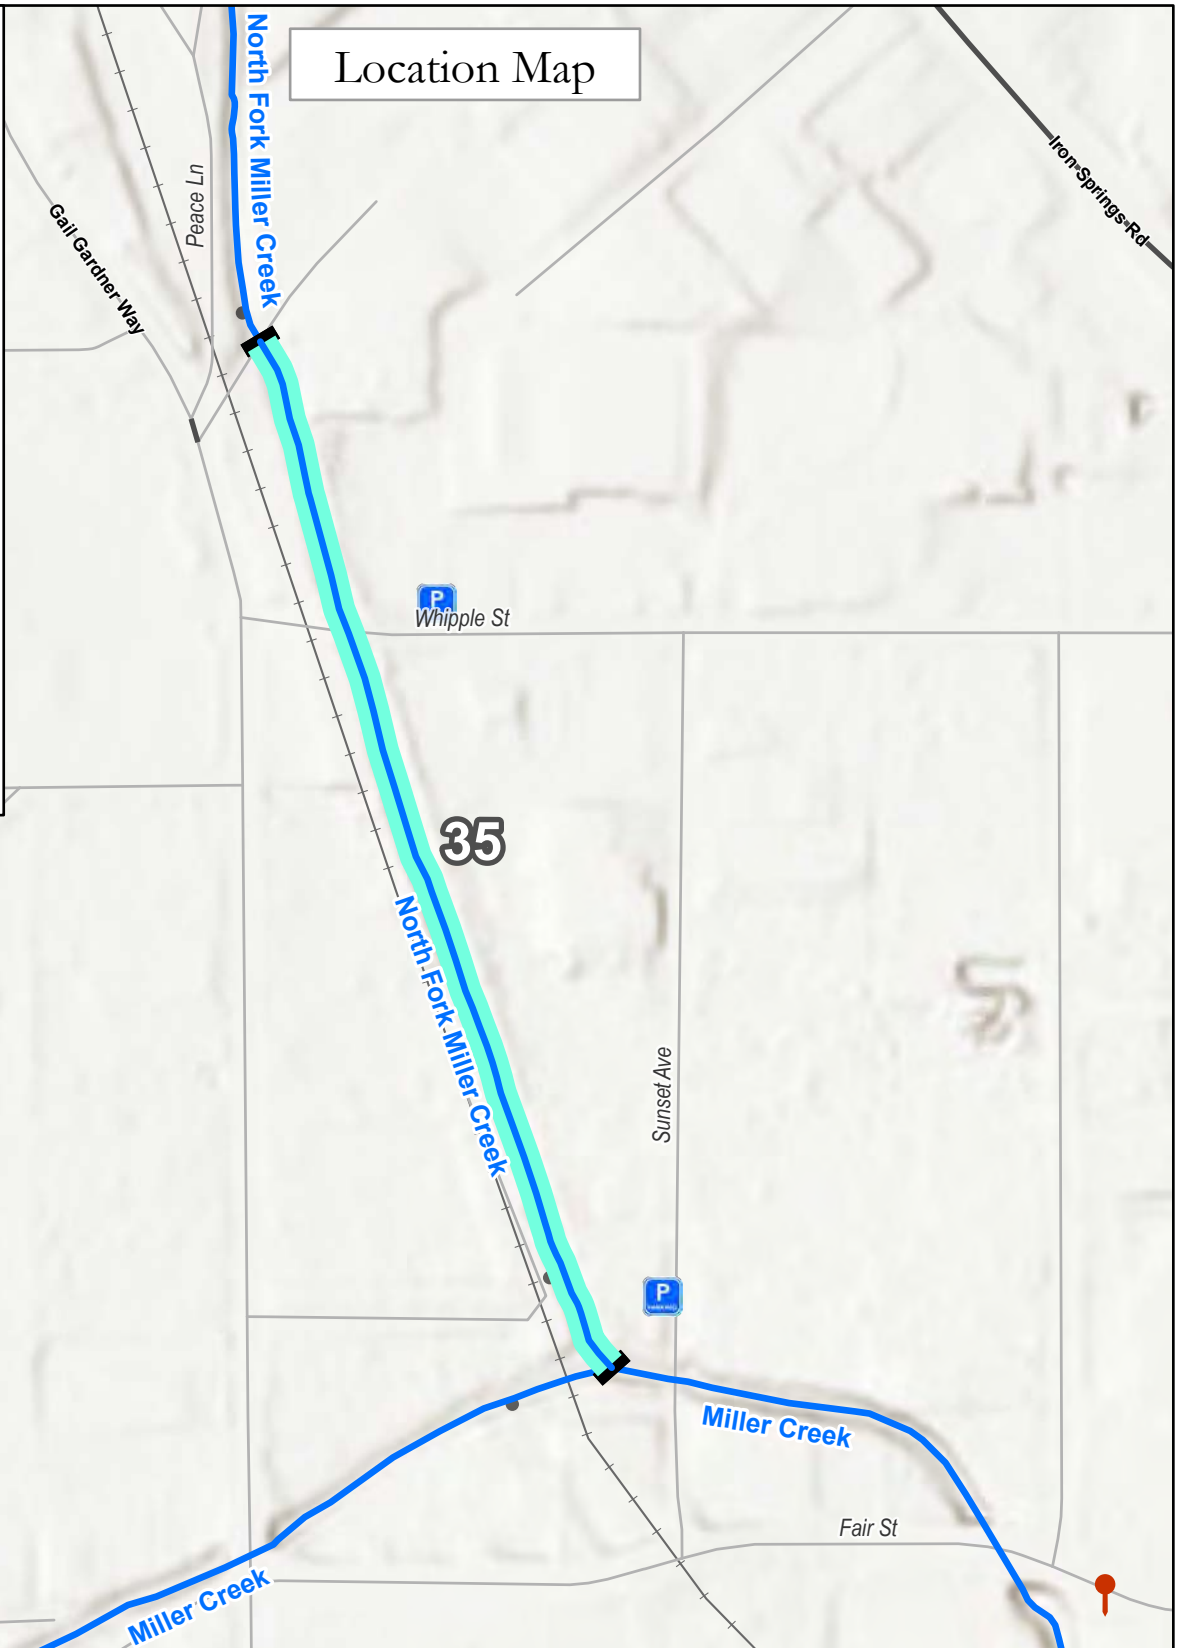 Location Map
North Fork Miller Creek
Iron Springs Rd
Peace Ln
Gail Gardner Way
P
Whipple St
35
North Fork Miller Creek
Sunset Ave
P
PARKING
Miller Creek
Fair St
Miller Creek